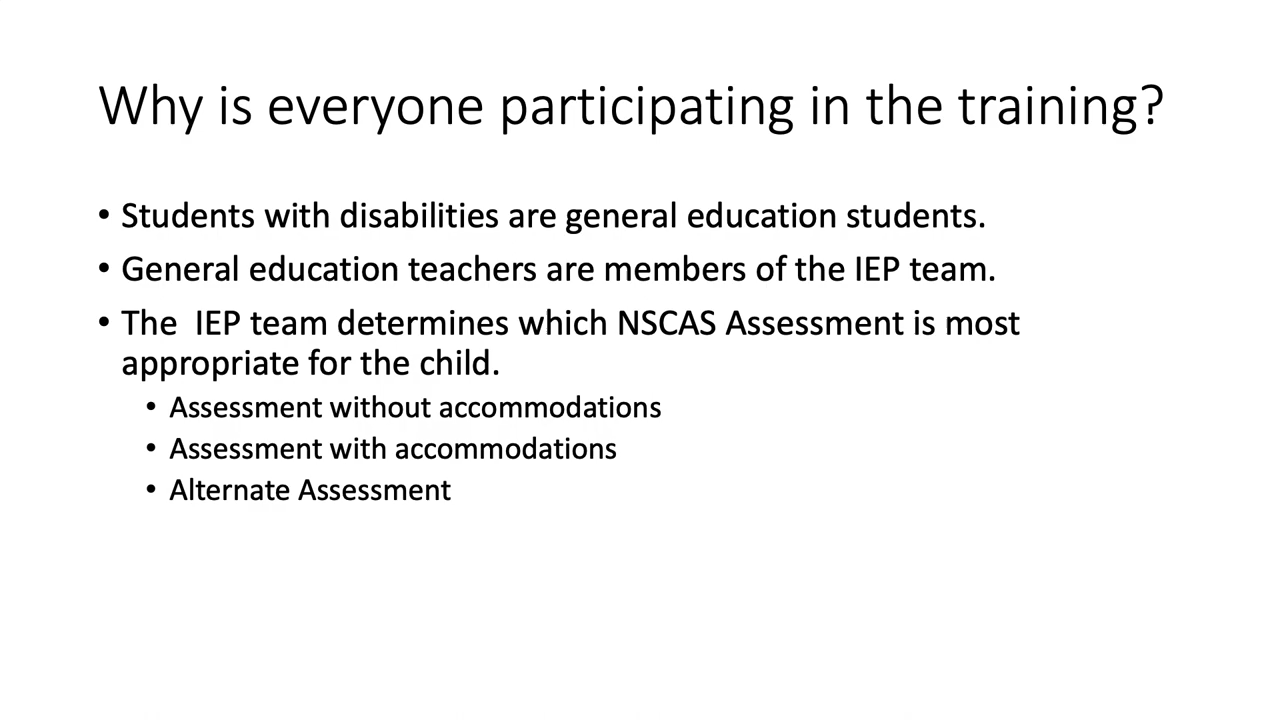 Why is everyone participating in the training?
• Students with disabilities are general education students.
• General education teachers are members of the IEP team.
• The  IEP team determines which NSCAS Assessment is most
appropriate for the child.
• Assessment without accommodations
• Assessment with accommodations
• Alternate Assessment